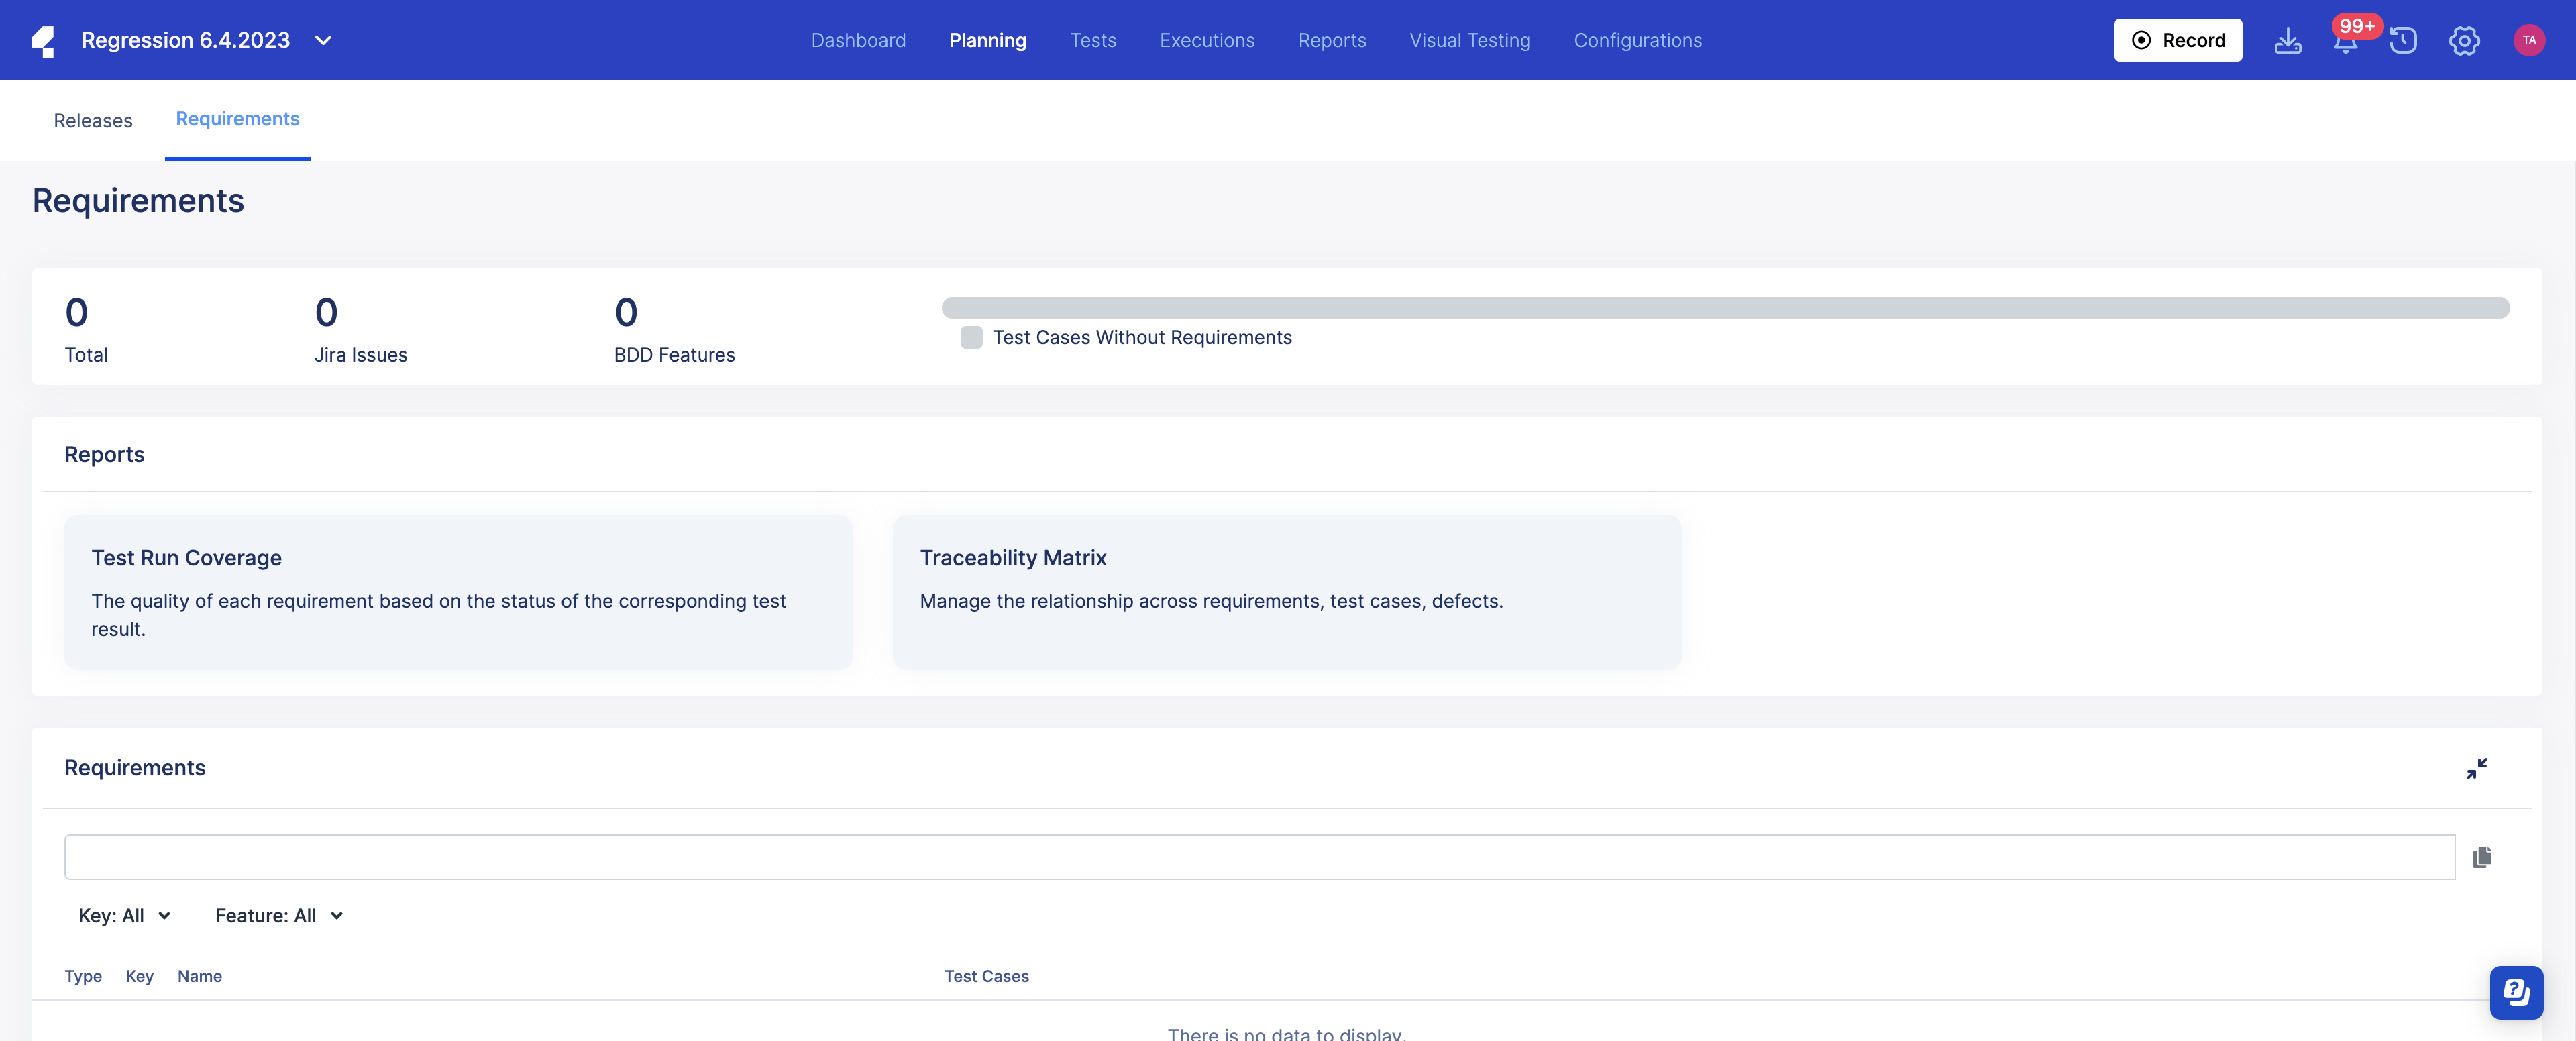 Regression 6.4.2023
Dashboard Planning Tests Executions Reports Visual Testing Configurations
Record
99+
TA
Releases Requirements
Requirements
0 0 0
Total Jira Issues BDD Features
Test Cases Without Requirements
Reports
Test Run Coverage
The quality of each requirement based on the status of the corresponding test
result.
Traceability Matrix
Manage the relationship across requirements, test cases, defects.
Requirements
Key: All Feature: All
Type Key Name Test Cases
There is no data to display.